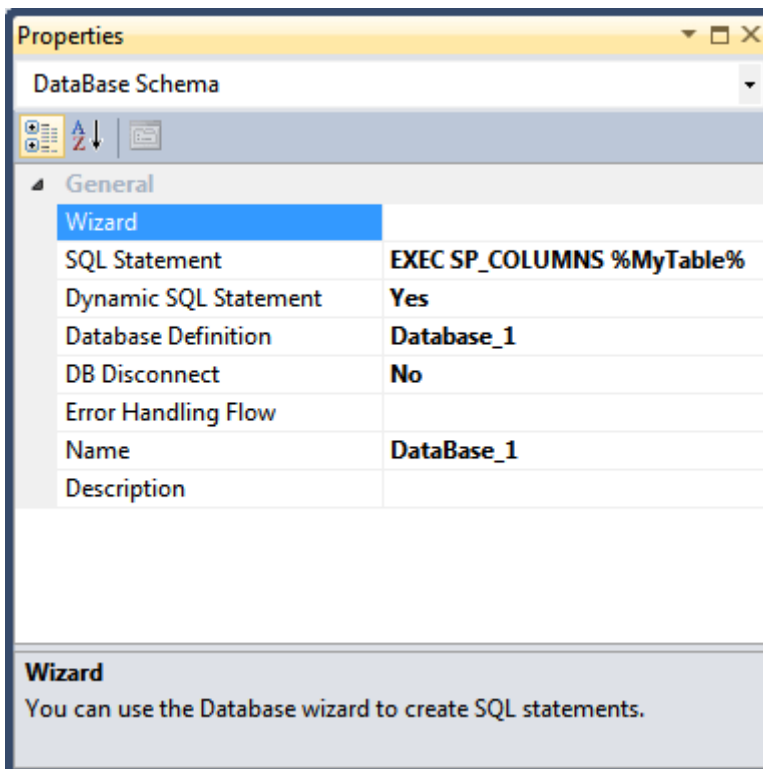 Properties
DataBase Schema
General
Wizard
SQL Statement EXEC SP_COLUMNS %MyTable%
Dynamic SQL Statement Yes
Database Definition Database_1
DB Disconnect No
Error Handling Flow
Name DataBase_1
Description
Wizard
You can use the Database wizard to create SQL statements.